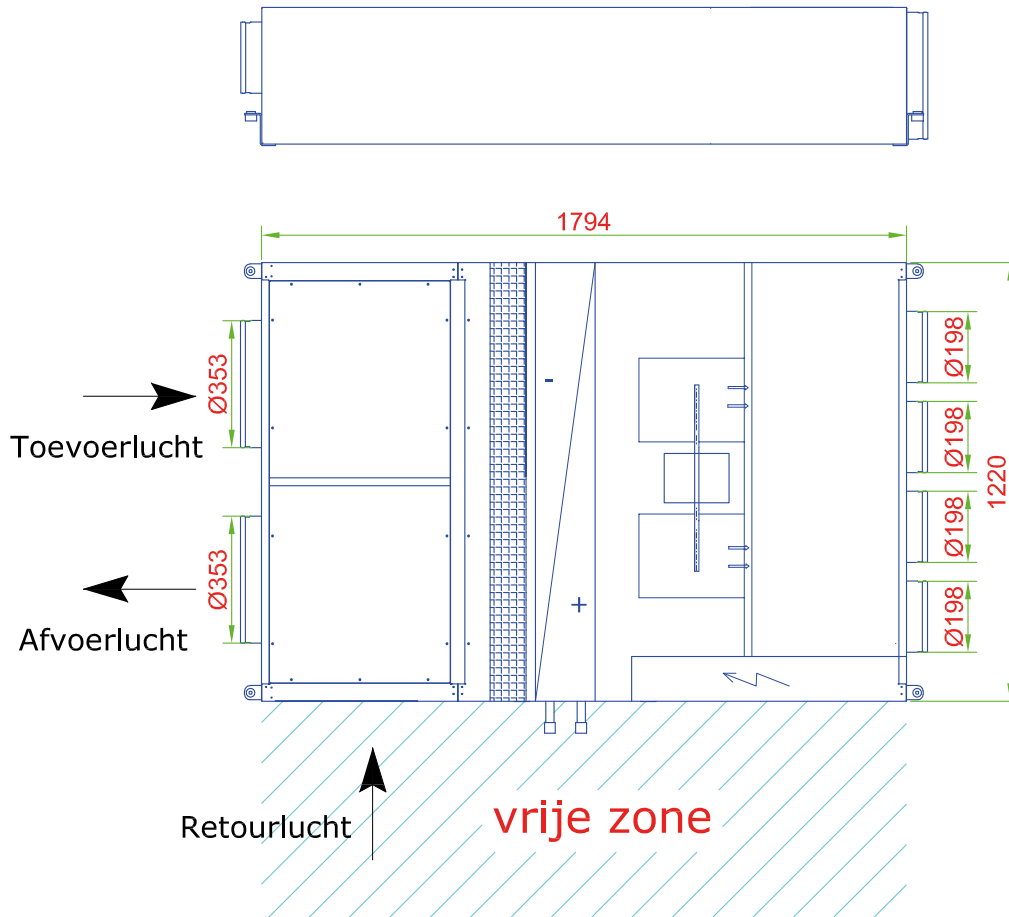 1794
Ø353
Toevoerlucht
Ø353
Afvoerlucht
-
+
Ø198
Ø198
Ø198
Ø198
1220
Retourlucht
vrije zone